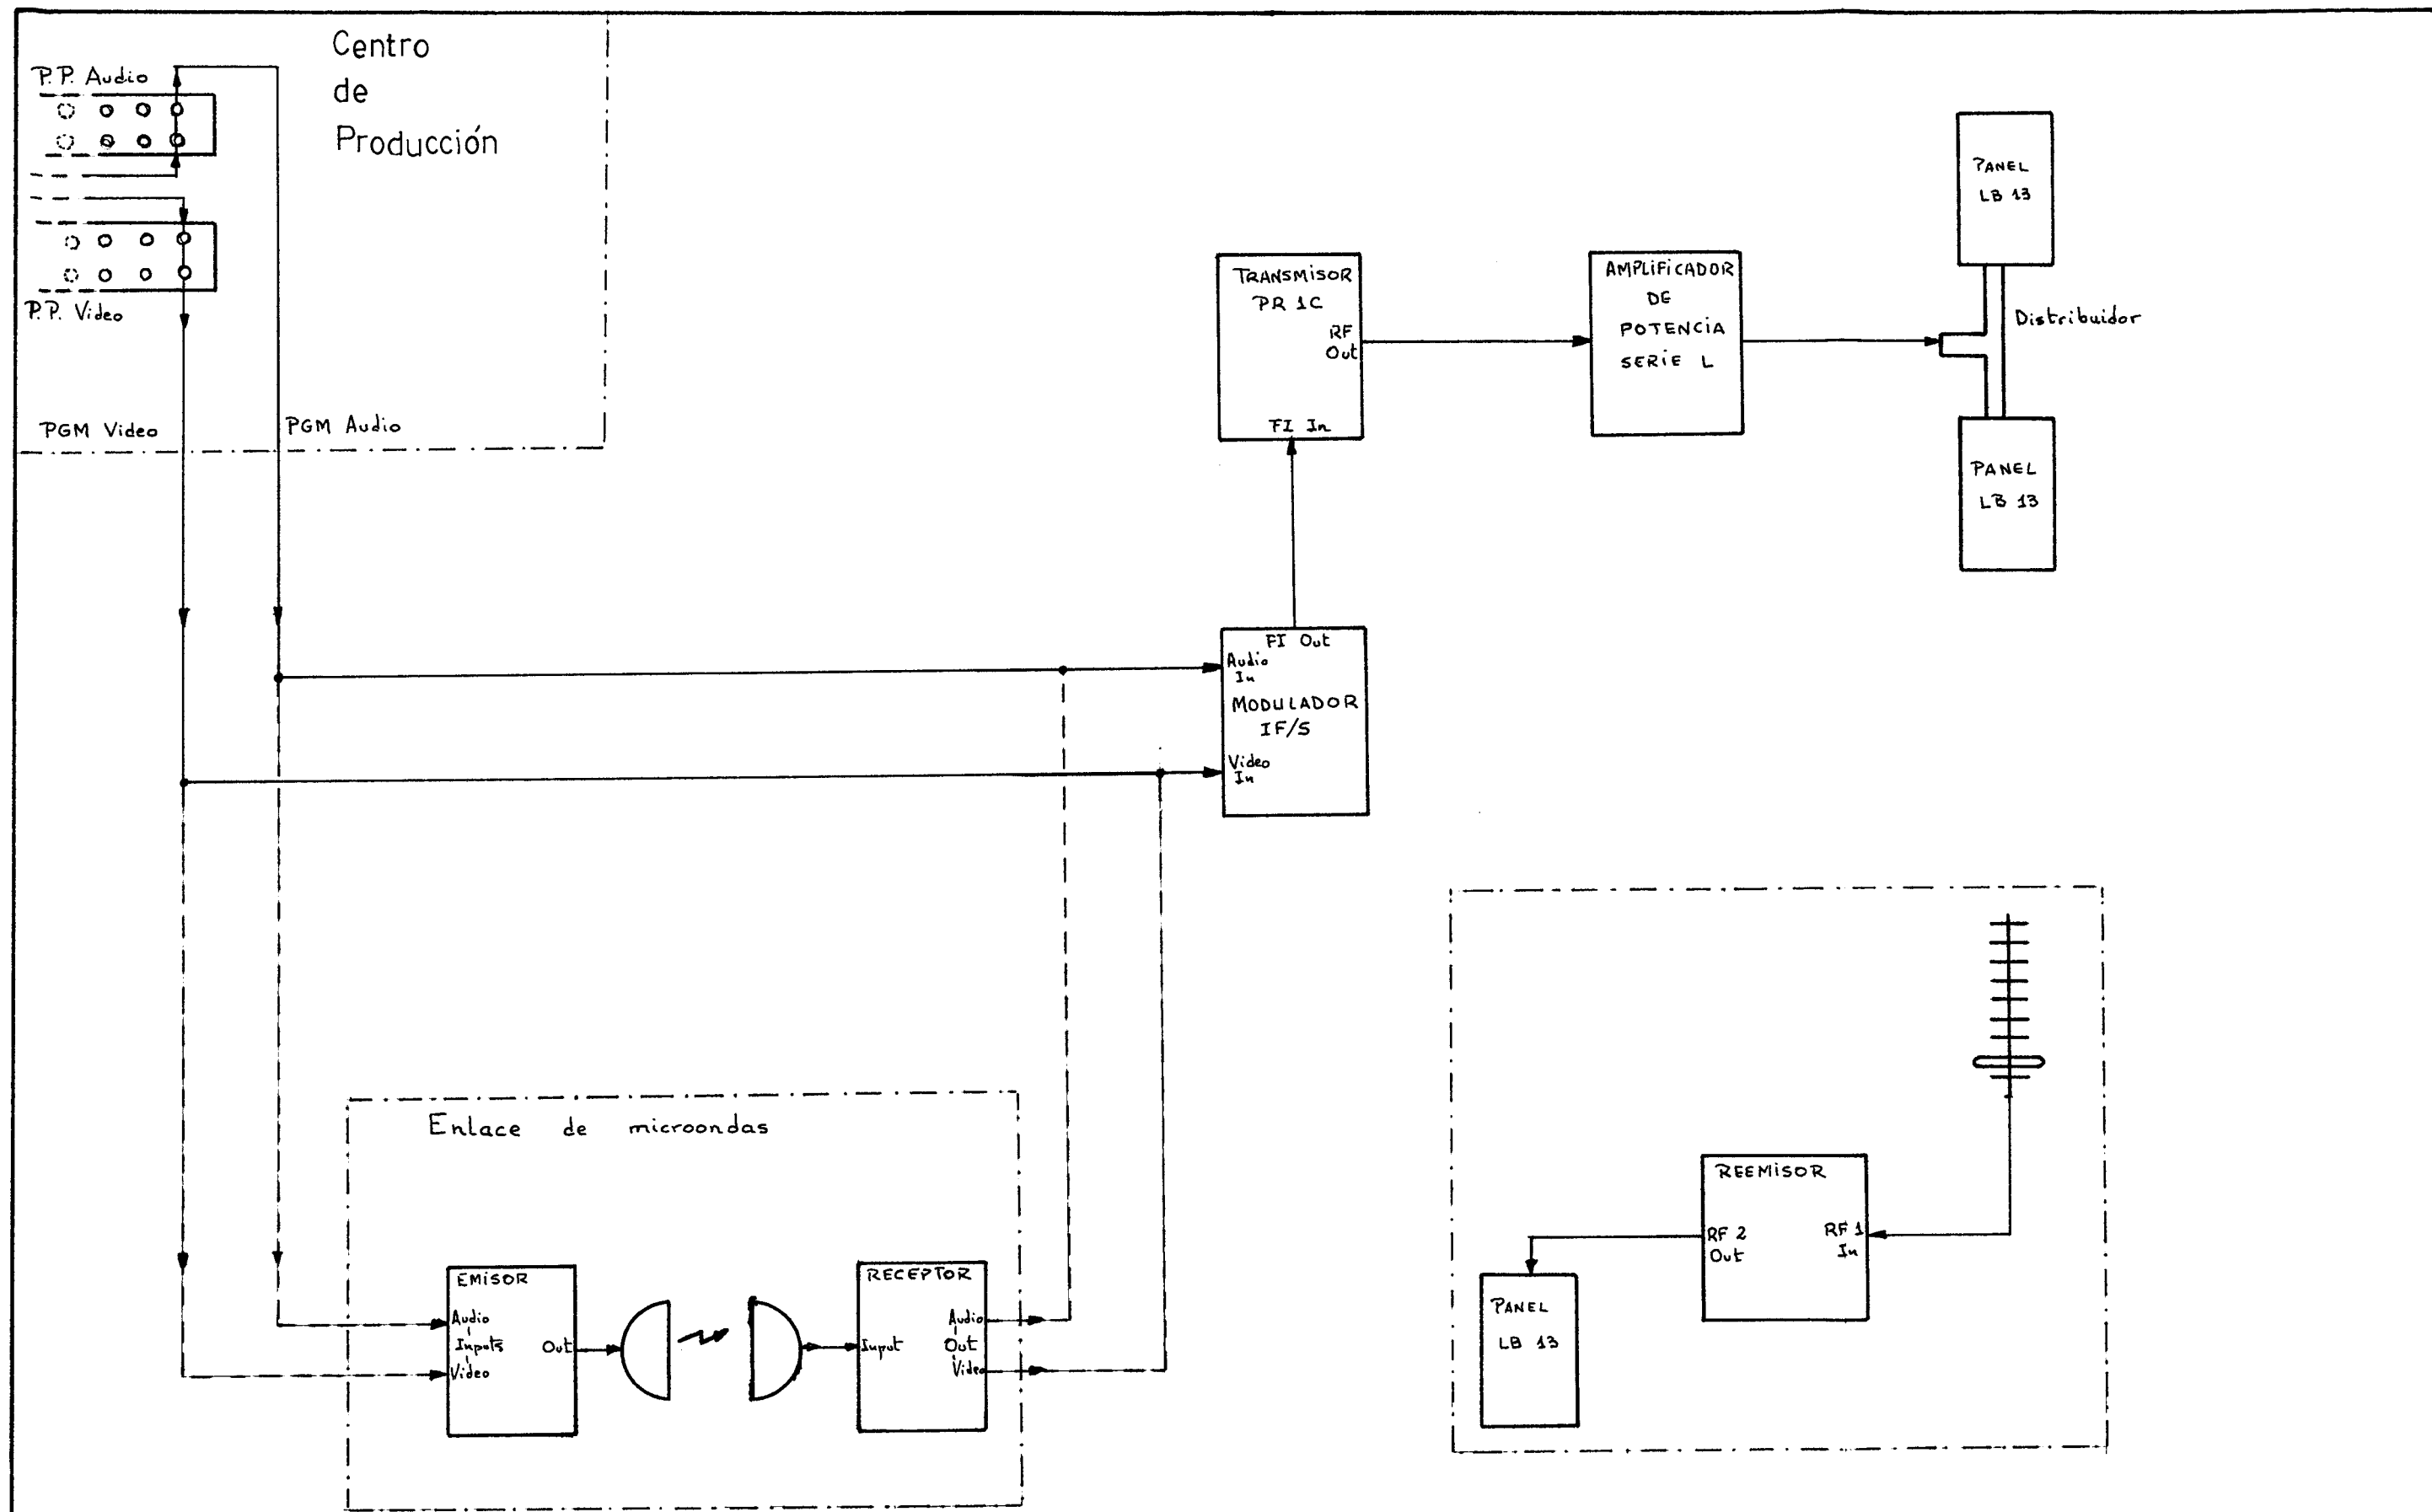 Centro
de
Producción
P.P. Audio
P.P. Video
PGM Video
PGM Audio
TRANSMISOR
PR 1C
RF
Out
FI In
AMPLIFICADOR
DE
POTENCIA
SERIE L
PANEL
LB 13
Distribuidor
PANEL
LB 13
FI Out
Audio
In
MODULADOR
IF/S
Video
In
Enlace de microondas
EMISOR
Audio
Inputs
Video
Out
RECEPTOR
Input
Audio
Out
Video
REEMISOR
RF 2
Out
RF 1
In
PANEL
LB 13